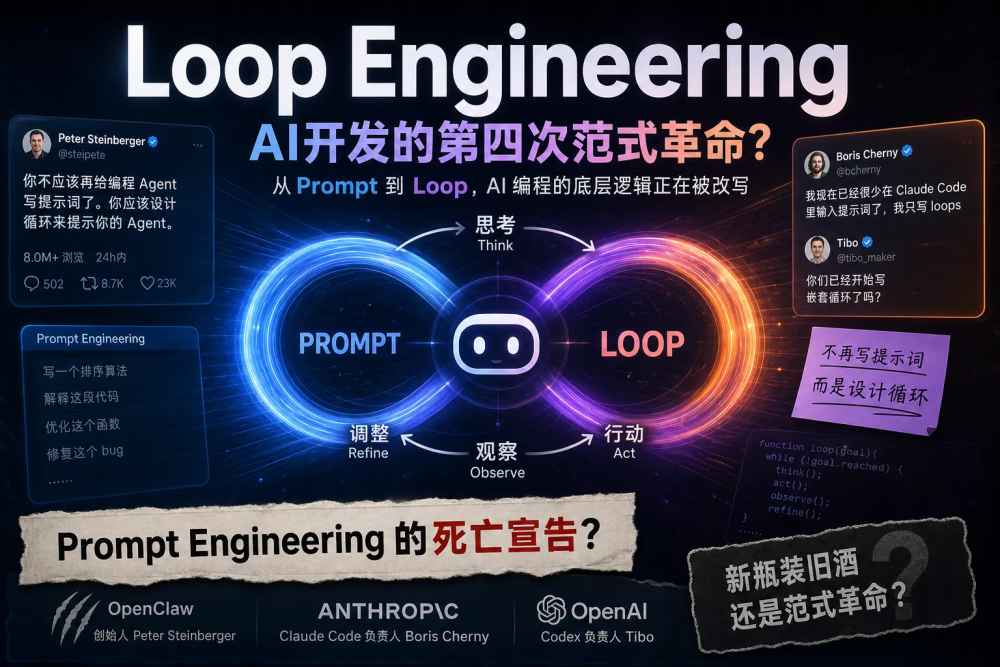 Loop Engineering
AI开发的第四次范式革命?
从 Prompt 到 Loop, AI 编程的底层逻辑正在被改写
Peter Steinberger
@steipete
你不应该再给编程 Agent
写提示词了。你应该设计
循环来提示你的 Agent。
8.0M+ 浏览 24h内
502 8.7K 23K
Boris Cherny
@bcherny
我现在已经很少在 Claude Code
里输入提示词了，我只写 loops
Tibo
@tibo_maker
你们已经开始写
嵌套循环了吗?
思考
Think
PROMPT
LOOP
调整
Refine
观察
Observe
行动
Act
Prompt Engineering
写一个排序算法
解释这段代码
优化这个函数
修复这个 bug
......
不再写提示词
而是设计循环
function loop(goal){
while (!goal.reached) {
think();
act();
observe();
refine();
}
......
Prompt Engineering 的死亡宣告?
新瓶装旧酒
还是范式革命?
?
OpenClaw
创始人 Peter Steinberger
ANTHROP\C
Claude Code 负责人 Boris Cherny
OpenAI
Codex 负责人 Tibo